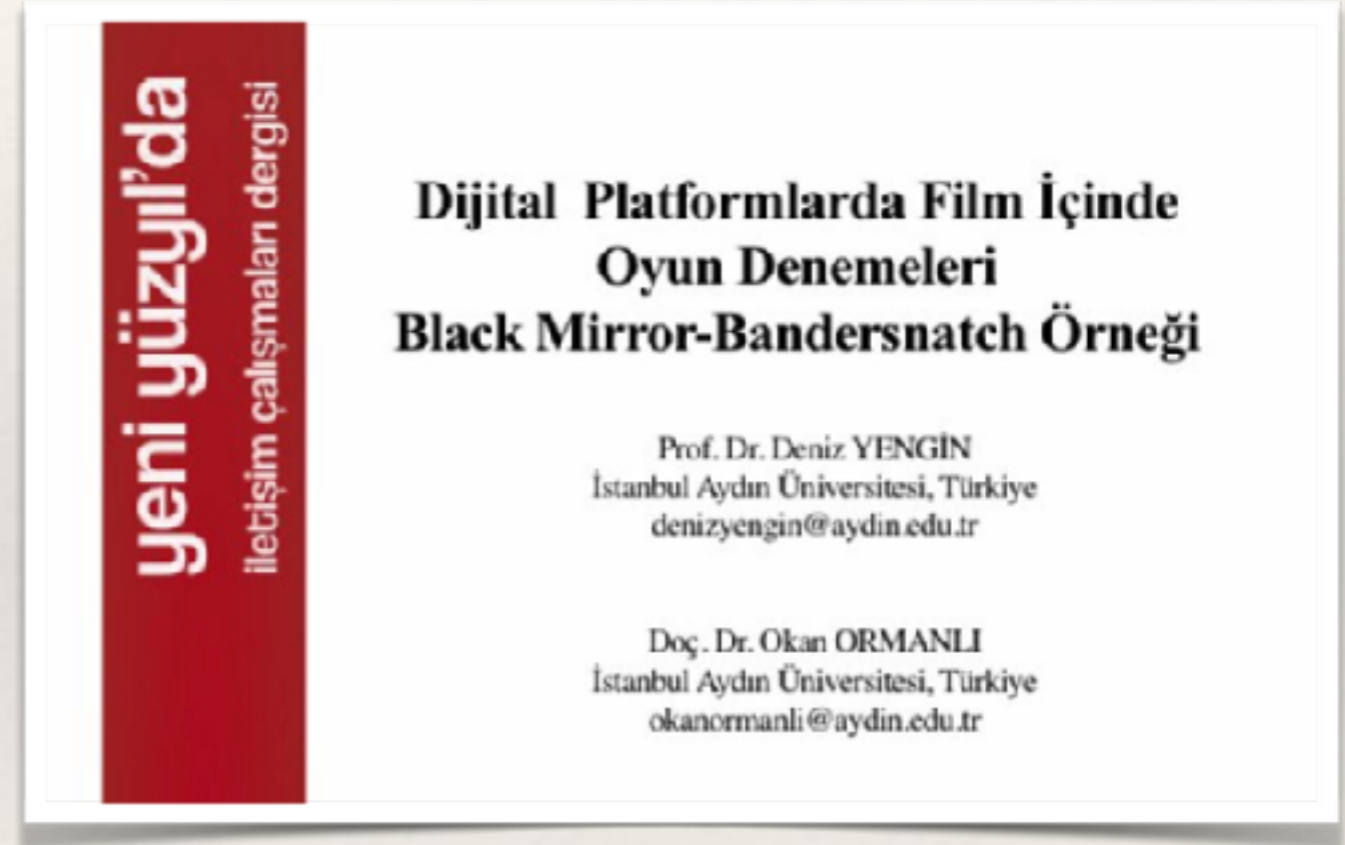 yeni yüzyıl'da
iletişim çalışmaları dergisi
Dijital Platformlarda Film İçinde
Oyun Denemeleri
Black Mirror-Bandersnatch Örneği
Prof. Dr. Deniz YENGİN
İstanbul Aydın Üniversitesi, Türkiye
denizyengin@aydin.edu.tr
Doç. Dr. Okan ORMANLI
İstanbul Aydın Üniversitesi, Türkiye
okanormanli@aydin.edu.tr